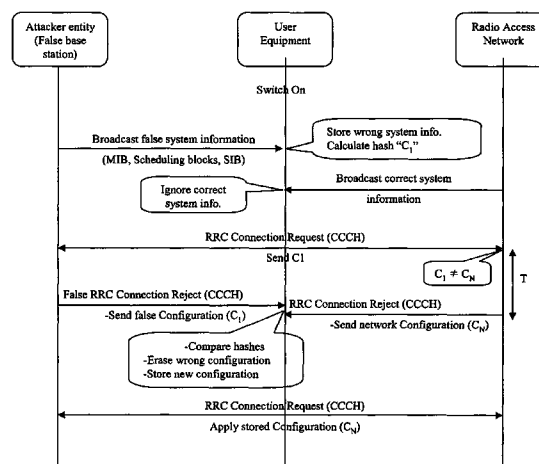 Attacker entity
(False base
station)
User
Equipment
Radio Access
Network
Switch On
Broadcast false system information
(MIB, Scheduling blocks, SIB)
Store wrong system info.
Calculate hash “C₁”
Ignore correct
system info.
Broadcast correct system
information
RRC Connection Request (CCCH)
Send C1
C₁ ≠ C_N
T
False RRC Connection Reject (CCCH)
-Send false Configuration (C₁)
RRC Connection Reject (CCCH)
-Send network Configuration (C_N)
-Compare hashes
-Erase wrong configuration
-Store new configuration
RRC Connection Request (CCCH)
Apply stored Configuration (C_N)